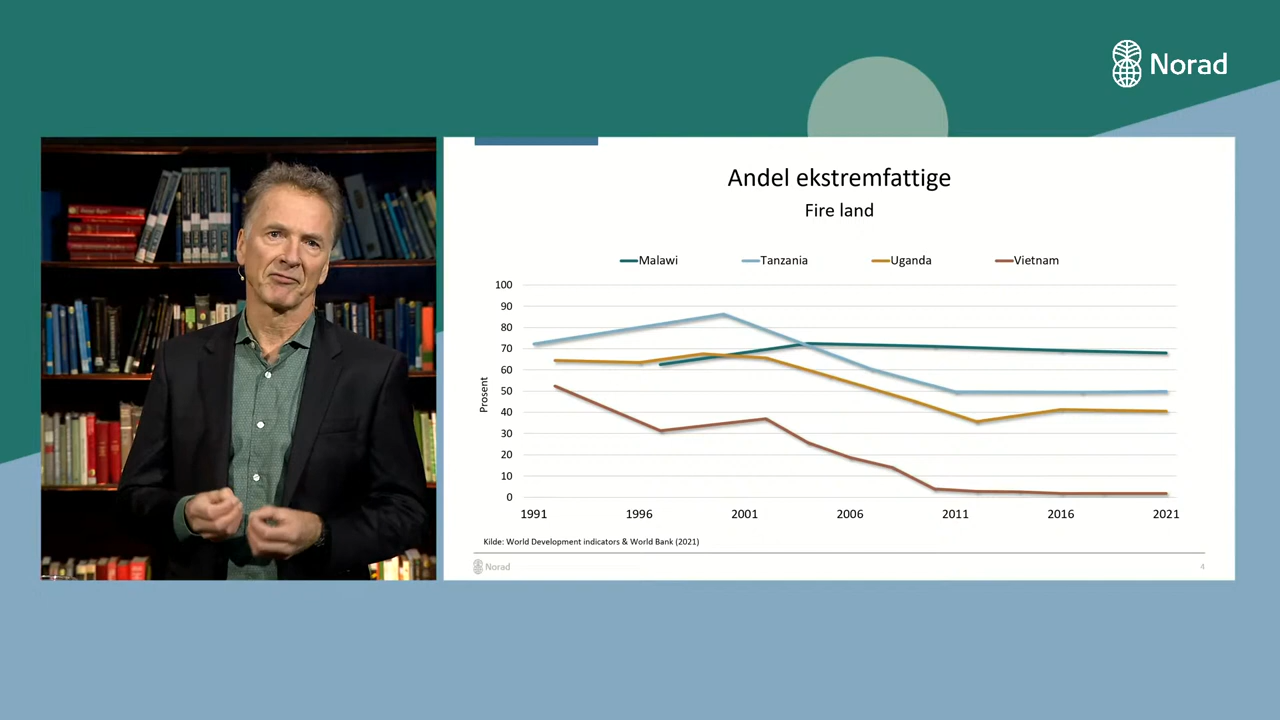 Norad
Andel ekstremfattige
Fire land
Malawi Tanzania Uganda Vietnam
100
90
80
70
60
50
40
30
20
10
0
Prosent
1991 1996 2001 2006 2011 2016 2021
Kilde: World Development indicators & World Bank (2021)
Norad 4